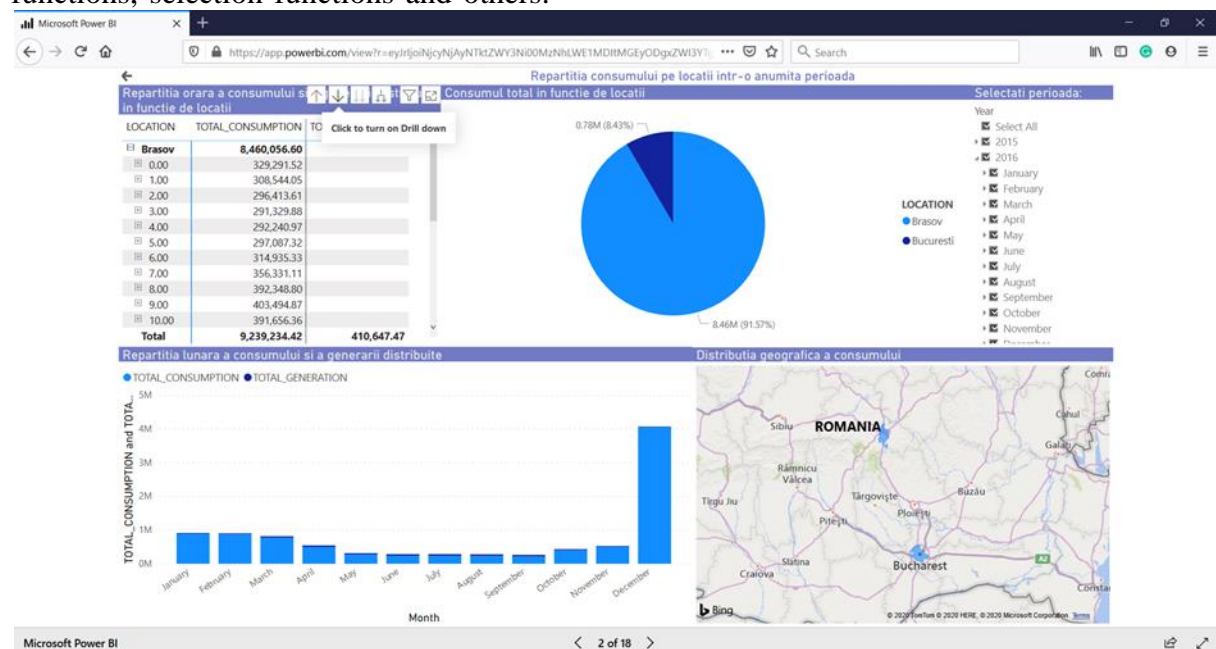 functions, selection functions and others.
Microsoft Power BI
Search
Repartitia consumului pe locatii intr-o anumita perioada
Repartitia orara a consumului si
in functie de locatii
Consumul total in functie de locatii
Selectati perioada:
LOCATION TOTAL_CONSUMPTION
Click to turn on Drill down
Brasov 8,460,056.60
0.00 329,291.52
1.00 308,544.05
2.00 296,413.61
3.00 291,329.88
4.00 292,240.97
5.00 297,087.32
6.00 314,935.33
7.00 356,331.11
8.00 392,348.80
9.00 403,494.87
10.00 391,656.36
Total 9,239,234.42 410,647.47
0.78M (8.43%)
8.46M (91.57%)
LOCATION
Brasov
Bucuresti
Year
Select All
2015
2016
January
February
March
April
May
June
July
August
September
October
November
December
Repartitia lunara a consumului si a generarii distribuite
TOTAL_CONSUMPTION TOTAL_GENERATION
TOTAL_CONSUMPTION and TOTA...
5M
4M
3M
2M
1M
0M
January February March April May June July August September October November December
Month
Distributia geografica a consumului
Comra
Cahul
Sibiu
ROMANIA
Galați
Râmnicu
Vâlcea
Tîrgu Jiu
Târgoviște
Buzău
Ploiești
Pitești
Slatina
Craiova
Bucharest
A2
Constan
Bing
© 2020 TomTom © 2020 HERE, © 2020 Microsoft Corporation Terms
Microsoft Power BI
2 of 18